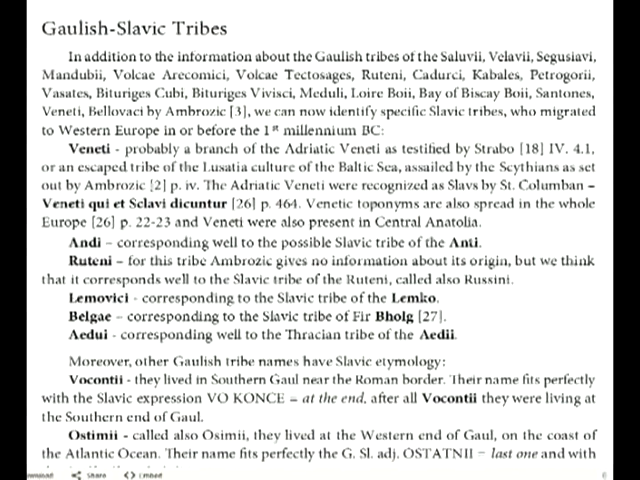 Gaulish-Slavic Tribes
In addition to the information about the Gaulish tribes of the Saluvii, Velavii, Segusiavi,
Mandubii, Volcae Arecomici, Volcae Tectosages, Ruteni, Cadurci, Kabales, Petrogorii,
Vasates, Bituriges Cubi, Bituriges Vivisci, Meduli, Loire Boii, Bay of Biscay Boii, Santones,
Veneti, Bellovaci by Ambrozic [3], we can now identify specific Slavic tribes, who migrated
to Western Europe in or before the 1st millennium BC:
Veneti - probably a branch of the Adriatic Veneti as testified by Strabo [18] IV. 4.1,
or an escaped tribe of the Lusatia culture of the Baltic Sea, assailed by the Scythians as set
out by Ambrozic [2] p. iv. The Adriatic Veneti were recognized as Slavs by St. Columban –
Veneti qui et Sclavi dicuntur [26] p. 464. Venetic toponyms are also spread in the whole
Europe [26] p. 22-23 and Veneti were also present in Central Anatolia.
Andi – corresponding well to the possible Slavic tribe of the Anti.
Ruteni – for this tribe Ambrozic gives no information about its origin, but we think
that it corresponds well to the Slavic tribe of the Ruteni, called also Russini.
Lemovici - corresponding to the Slavic tribe of the Lemko.
Belgae – corresponding to the Slavic tribe of Fir Bholg [27].
Aedui - corresponding well to the Thracian tribe of the Aedii.
Moreover, other Gaulish tribe names have Slavic etymology:
Vocontii - they lived in Southern Gaul near the Roman border. Their name fits perfectly
with the Slavic expression VO KONCE = at the end, after all Vocontii they were living at
the Southern end of Gaul.
Ostimii - called also Osimii, they lived at the Western end of Gaul, on the coast of
the Atlantic Ocean. Their name fits perfectly the G. Sl. adj. OSTATNII = last one and with
Share